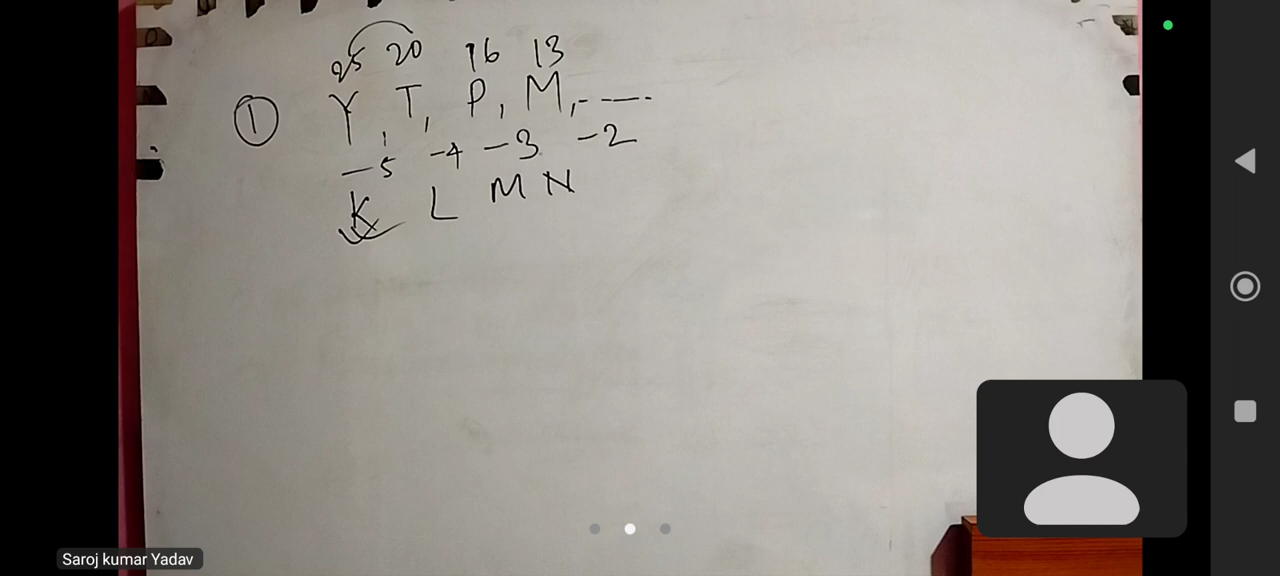 25 20 16 13
① Y, T, P, M, - —.
-5 -4 -3 -2
K L M N
Saroj kumar Yadav